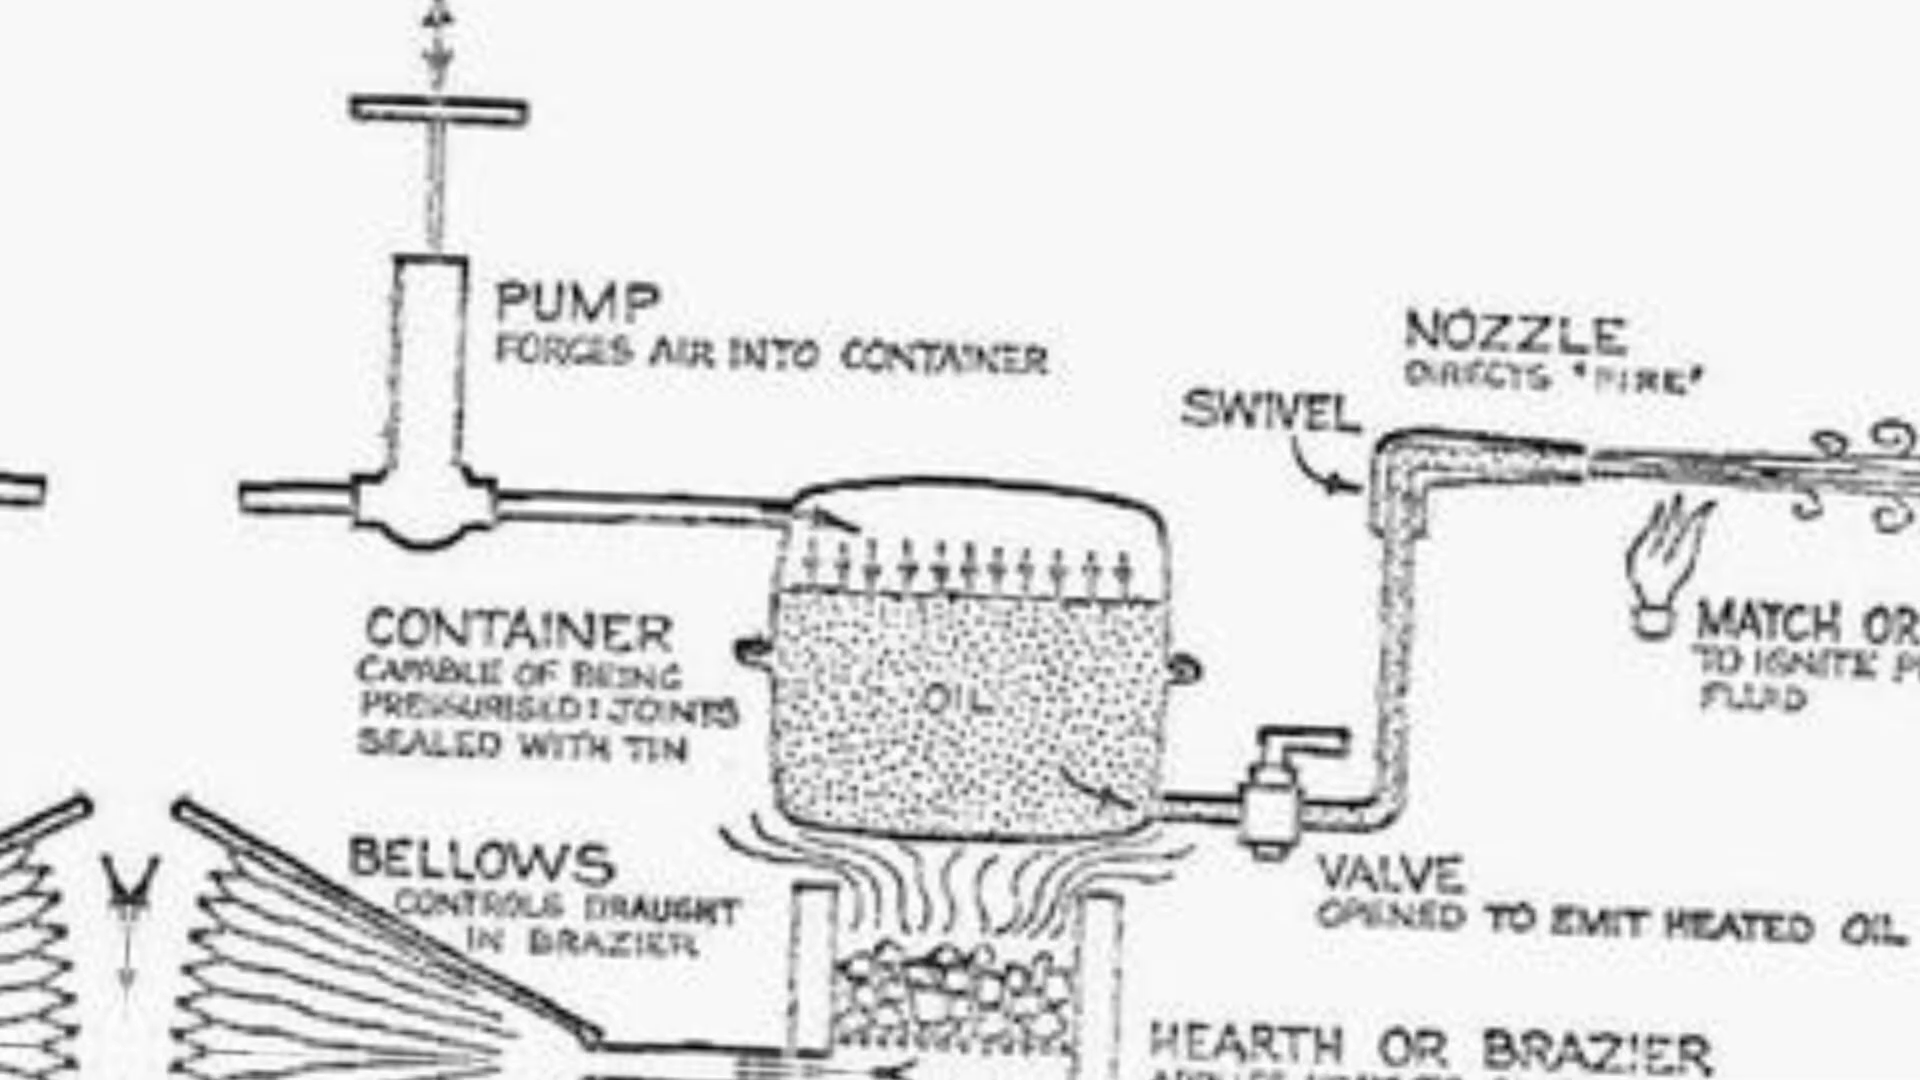 PUMP
FORCES AIR INTO CONTAINER
NOZZLE
DIRECTS "FIRE"
SWIVEL
CONTAINER
CAPABLE OF BEING
PRESSURISED: JOINTS
SEALED WITH TIN
OIL
MATCH OR
TO IGNITE
FLUID
BELLOWS
CONTROLS DRAUGHT
IN BRAZIER
VALVE
OPENED TO EMIT HEATED OIL
HEARTH OR BRAZIER